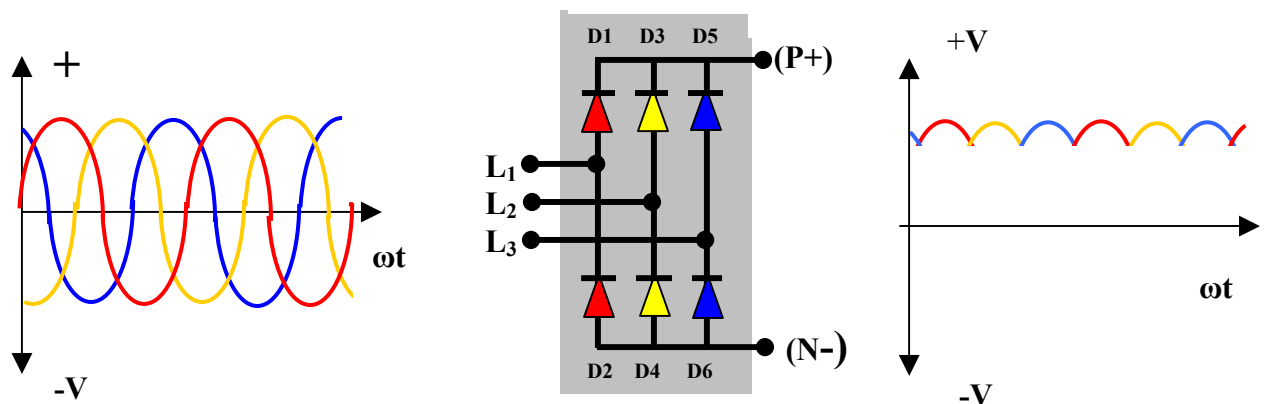 +
ωt
-V
D1 D3 D5
(P+)
L₁
L₂
L₃
(N-)
D2 D4 D6
+V
ωt
-V